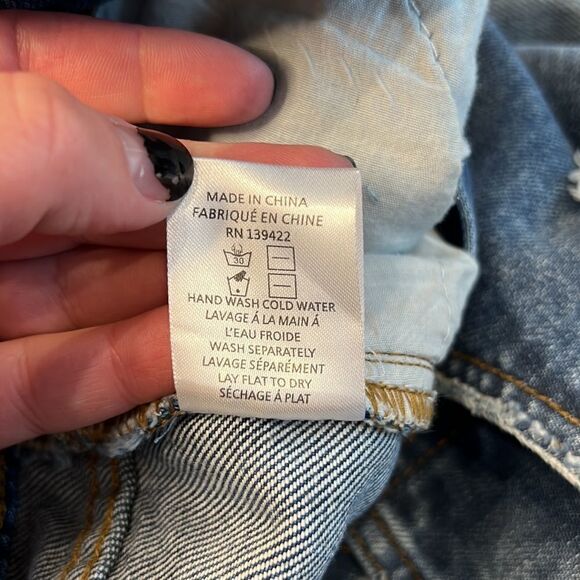 MADE IN CHINA
FABRIQUÉ EN CHINE
RN 139422
30
HAND WASH COLD WATER
LAVAGE Á LA MAIN Á
L'EAU FROIDE
WASH SEPARATELY
LAVAGE SÉPARÉMENT
LAY FLAT TO DRY
SÉCHAGE Á PLAT